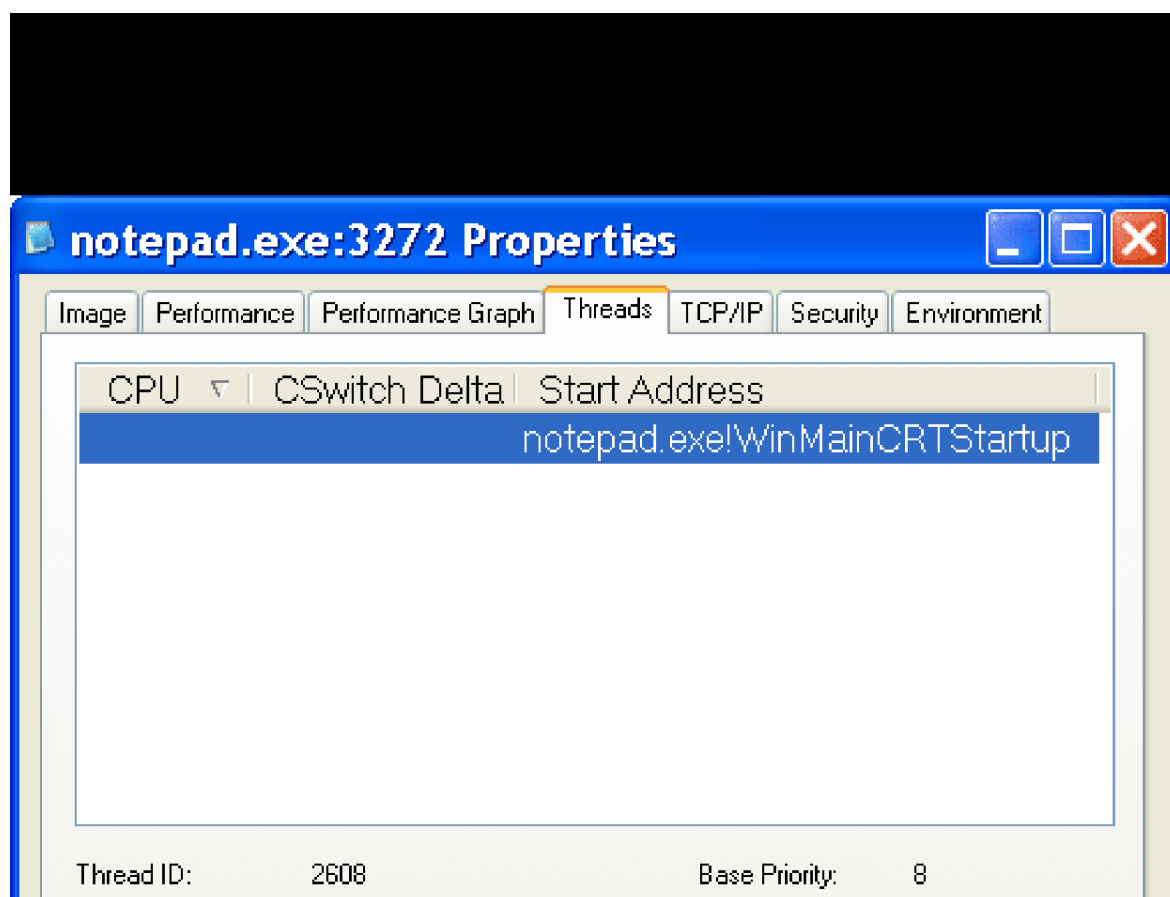 notepad.exe:3272 Properties
Image Performance Performance Graph Threads TCP/IP Security Environment
CPU CSwitch Delta Start Address
notepad.exe!WinMainCRTStartup
Thread ID: 2608 Base Priority: 8